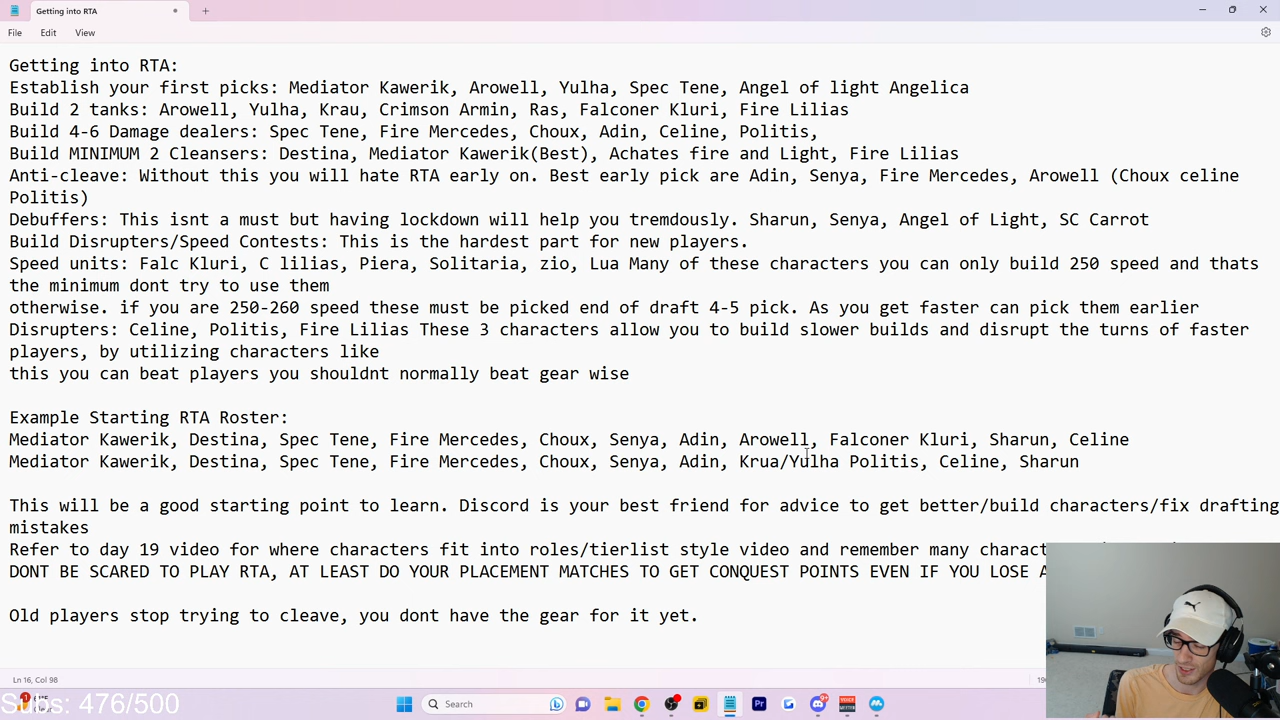 Getting into RTA
File Edit View
Getting into RTA:
Establish your first picks: Mediator Kawerik, Arowell, Yulha, Spec Tene, Angel of light Angelica
Build 2 tanks: Arowell, Yulha, Krau, Crimson Armin, Ras, Falconer Kluri, Fire Lilias
Build 4-6 Damage dealers: Spec Tene, Fire Mercedes, Choux, Adin, Celine, Politis,
Build MINIMUM 2 Cleansers: Destina, Mediator Kawerik(Best), Achates fire and Light, Fire Lilias
Anti-cleave: Without this you will hate RTA early on. Best early pick are Adin, Senya, Fire Mercedes, Arowell (Choux celine
Politis)
Debuffers: This isnt a must but having lockdown will help you tremdously. Sharun, Senya, Angel of Light, SC Carrot
Build Disrupters/Speed Contests: This is the hardest part for new players.
Speed units: Falc Kluri, C lilias, Piera, Solitaria, zio, Lua Many of these characters you can only build 250 speed and thats
the minimum dont try to use them
otherwise. if you are 250-260 speed these must be picked end of draft 4-5 pick. As you get faster can pick them earlier
Disrupters: Celine, Politis, Fire Lilias These 3 characters allow you to build slower builds and disrupt the turns of faster
players, by utilizing characters like
this you can beat players you shouldnt normally beat gear wise
Example Starting RTA Roster:
Mediator Kawerik, Destina, Spec Tene, Fire Mercedes, Choux, Senya, Adin, Arowell, Falconer Kluri, Sharun, Celine
Mediator Kawerik, Destina, Spec Tene, Fire Mercedes, Choux, Senya, Adin, Krua/Yulha Politis, Celine, Sharun
This will be a good starting point to learn. Discord is your best friend for advice to get better/build characters/fix drafting
mistakes
Refer to day 19 video for where characters fit into roles/tierlist style video and remember many
DONT BE SCARED TO PLAY RTA, AT LEAST DO YOUR PLACEMENT MATCHES TO GET CONQUEST POINTS EVEN IF YOU LOSE
Old players stop trying to cleave, you dont have the gear for it yet.
Ln 16, Col 98
Subs: 476/500
Search